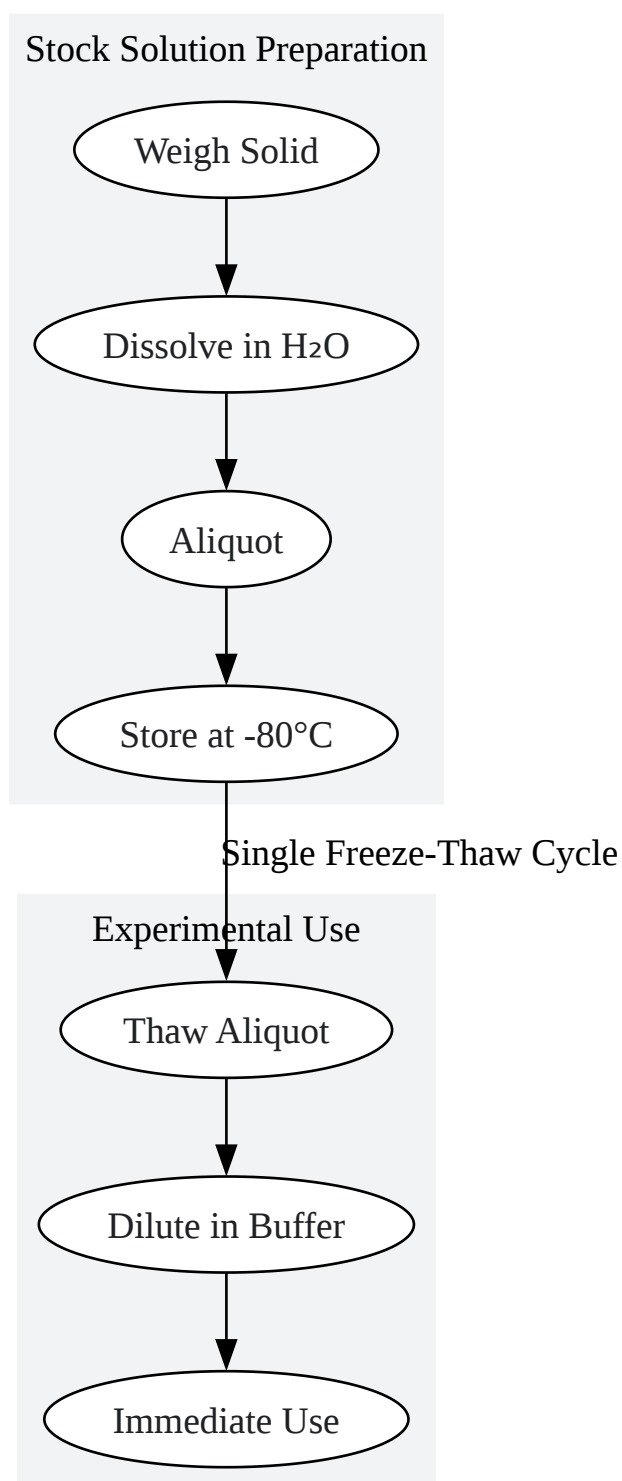 Stock Solution Preparation
Weigh Solid
Dissolve in H₂O
Aliquot
Store at -80°C
Single Freeze-Thaw Cycle
Experimental Use
Thaw Aliquot
Dilute in Buffer
Immediate Use